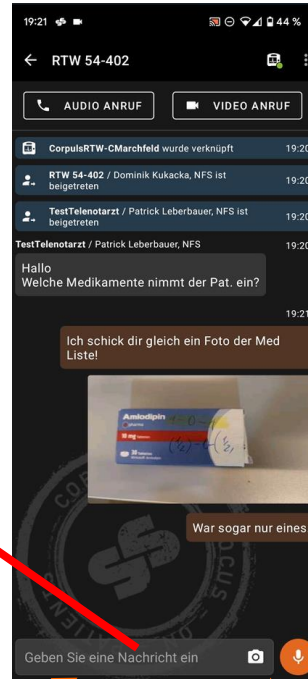 19:21
44 %
RTW 54-402
AUDIO ANRUF
VIDEO ANRUF
CorpulsRTW-CMarchfeld wurde verknüpft
19:20
RTW 54-402 / Dominik Kukacka, NFS ist
beigetreten
19:20
TestTelenotarzt / Patrick Leberbauer, NFS ist
beigetreten
19:20
TestTelenotarzt / Patrick Leberbauer, NFS
19:20
Hallo
Welche Medikamente nimmt der Pat. ein?
19:21
Ich schick dir gleich ein Foto der Med
Liste!
Amlodipin
10 mg
30
War sogar nur eines
Geben Sie eine Nachricht ein